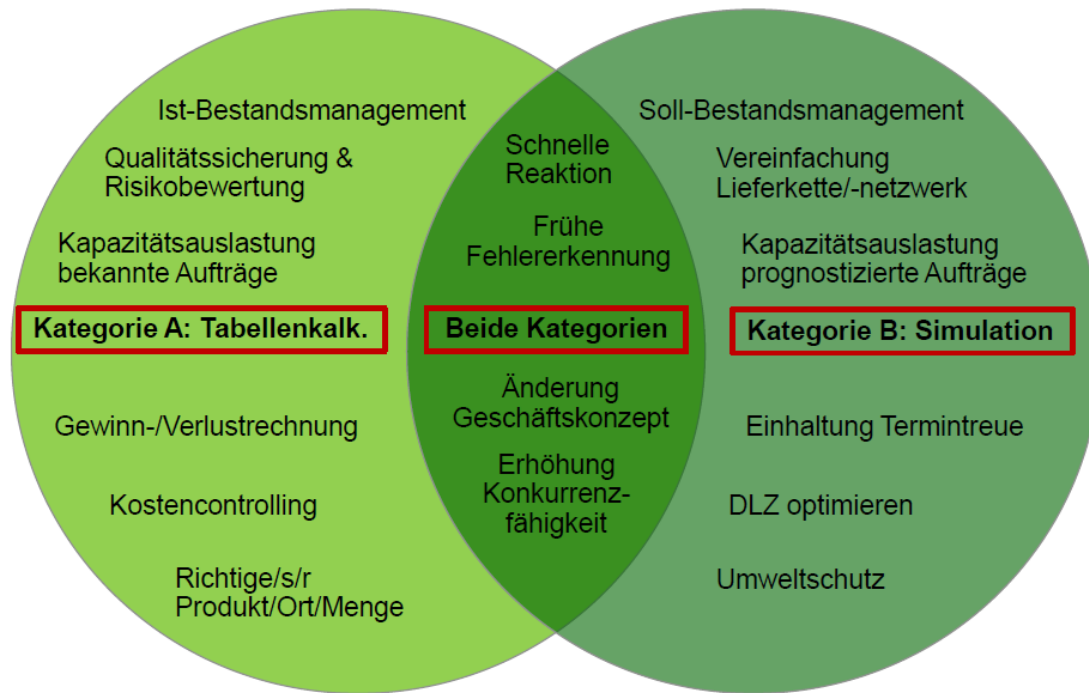 Ist-Bestandsmanagement
Qualitätssicherung &
Risikobewertung
Kapazitätsauslastung
bekannte Aufträge
Kategorie A: Tabellenkalk.
Gewinn-/Verlustrechnung
Kostencontrolling
Richtige/s/r
Produkt/Ort/Menge
Schnelle
Reaktion
Frühe
Fehlererkennung
Beide Kategorien
Änderung
Geschäftskonzept
Erhöhung
Konkurrenz-
fähigkeit
Soll-Bestandsmanagement
Vereinfachung
Lieferkette/-netzwerk
Kapazitätsauslastung
prognostizierte Aufträge
Kategorie B: Simulation
Einhaltung Termintreue
DLZ optimieren
Umweltschutz